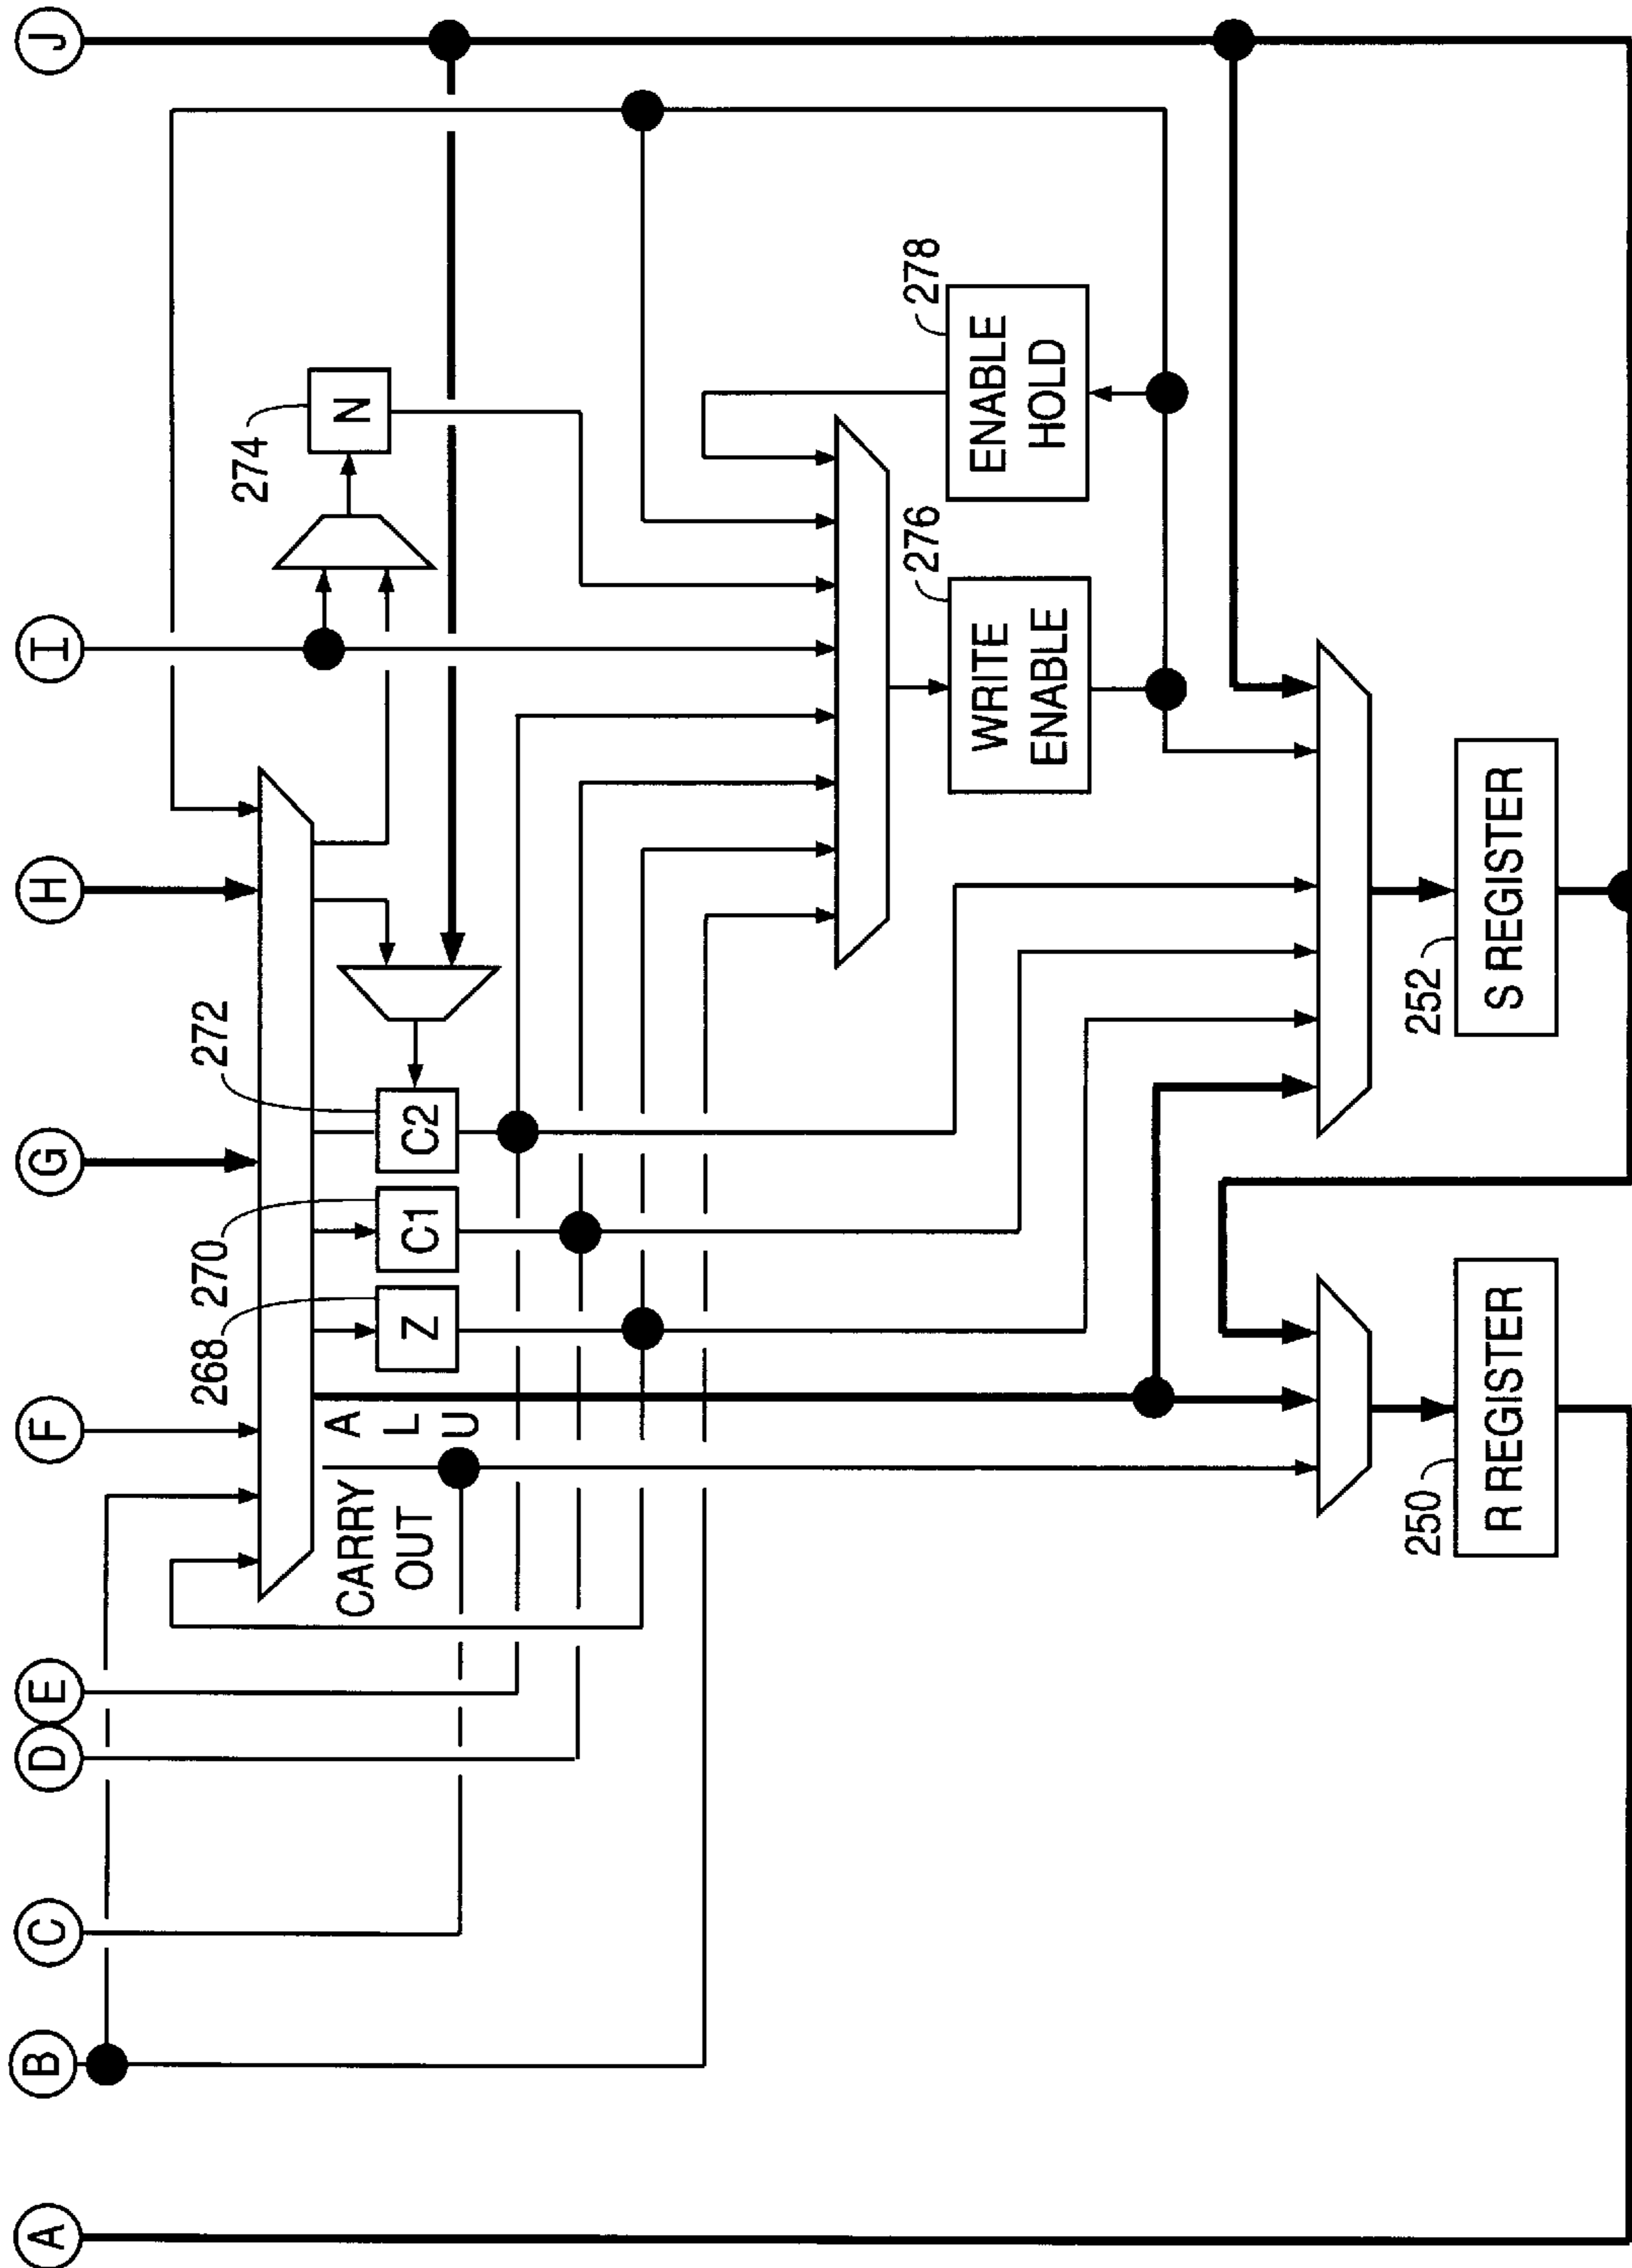 A
B
C
D
E
F
G
H
I
J
268
270
272
274
Z
C1
C2
N
A
L
U
CARRY
OUT
276
278
WRITE
ENABLE
ENABLE
HOLD
250
252
R REGISTER
S REGISTER